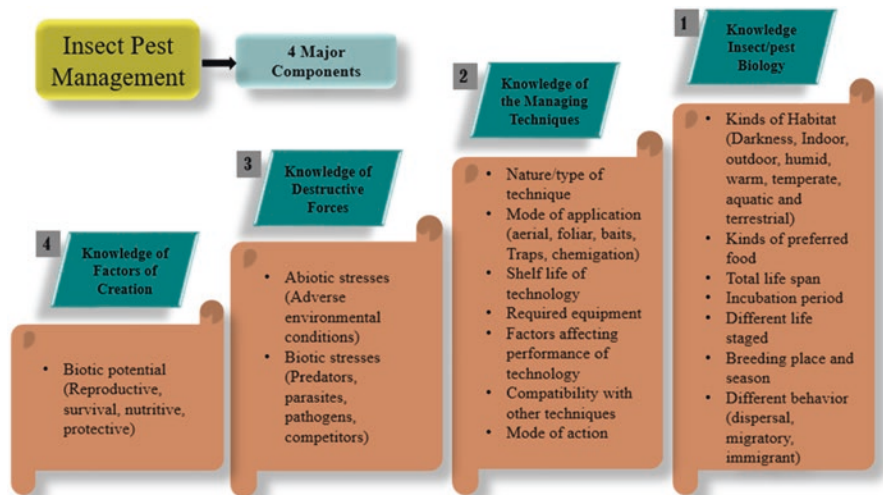 Insect Pest
Management
4 Major
Components
1
Knowledge
Insect/pest
Biology
• Kinds of Habitat
(Darkness, Indoor,
outdoor, humid,
warm, temperate,
aquatic and
terrestrial)
• Kinds of preferred
food
• Total life span
• Incubation period
• Different life
staged
• Breeding place and
season
• Different behavior
(dispersal,
migratory,
immigrant)
2
Knowledge of
the Managing
Techniques
• Nature/type of
technique
• Mode of application
(aerial, foliar, baits,
Traps, chemigation)
• Shelf life of
technology
• Required equipment
• Factors affecting
performance of
technology
• Compatibility with
other techniques
• Mode of action
3
Knowledge of
Destructive
Forces
• Abiotic stresses
(Adverse
environmental
conditions)
• Biotic stresses
(Predators,
parasites,
pathogens,
competitors)
4
Knowledge of
Factors of
Creation
• Biotic potential
(Reproductive,
survival, nutritive,
protective)